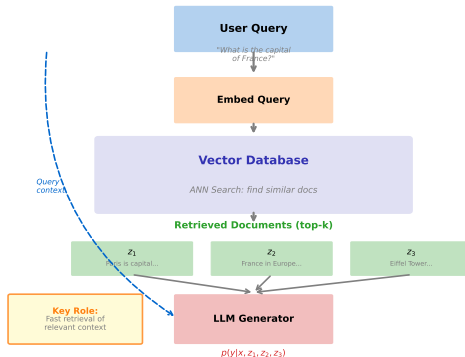 User Query
"What is the capital
of France?"
Embed Query
Vector Database
ANN Search: find similar docs
Query
context
Retrieved Documents (top-k)
z₁
Paris is capital...
z₂
France in Europe...
z₃
Eiffel Tower...
Key Role:
Fast retrieval of
relevant context
LLM Generator
p(y|x, z₁, z₂, z₃)